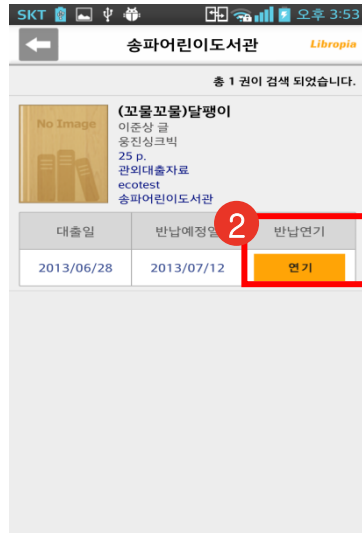 SKT 오후 3:53
송파어린이도서관 Libropia
총 1 권이 검색 되었습니다.
No Image
(꼬물꼬물)달팽이
이준상 글
웅진싱크빅
25 p.
관외대출자료
ecotest
송파어린이도서관
대출일 반납예정일 2 반납연기
2013/06/28 2013/07/12 연기